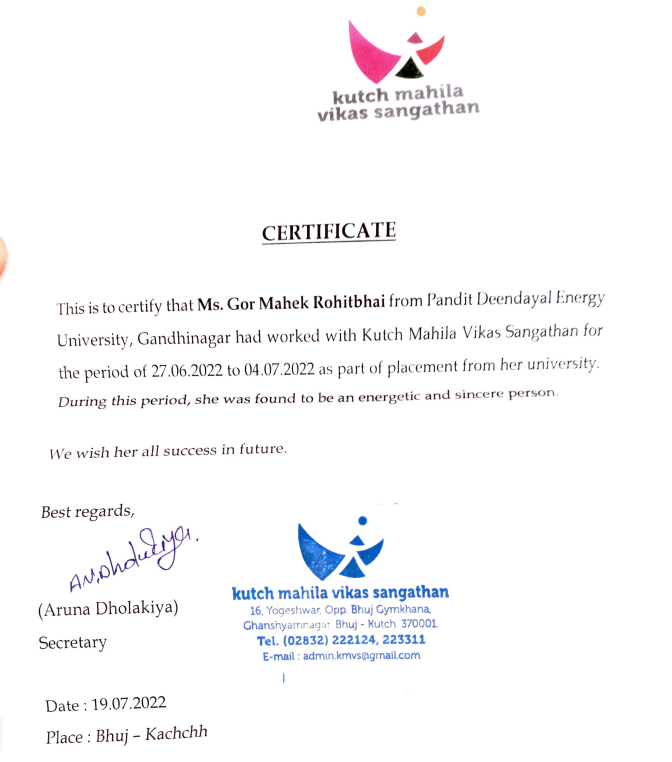 kutch mahila
vikas sangathan
CERTIFICATE
This is to certify that Ms. Gor Mahek Rohitbhai from Pandit Deendayal Energy
University, Gandhinagar had worked with Kutch Mahila Vikas Sangathan for
the period of 27.06.2022 to 04.07.2022 as part of placement from her university.
During this period, she was found to be an energetic and sincere person.
We wish her all success in future.
Best regards,
(Aruna Dholakiya)
Secretary
kutch mahila vikas sangathan
16, Yogeshwar, Opp. Bhuj Gymkhana,
Ghanshyamnagar Bhuj - Kutch 370001.
Tel. (02832) 222124, 223311
E-mail : admin.kmvs@gmail.com
Date : 19.07.2022
Place : Bhuj – Kachchh